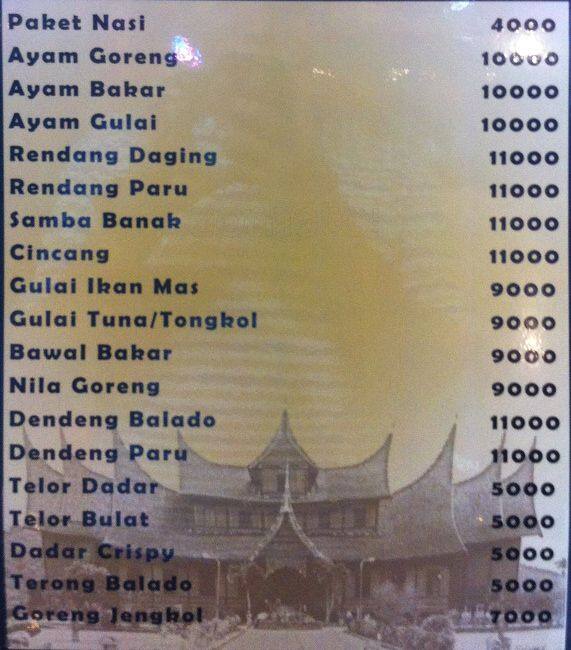 Paket Nasi 4000
Ayam Goreng 10000
Ayam Bakar 10000
Ayam Gulai 10000
Rendang Daging 11000
Rendang Paru 11000
Samba Banak 11000
Cincang 11000
Gulai Ikan Mas 9000
Gulai Tuna/Tongkol 9000
Bawal Bakar 9000
Nila Goreng 9000
Dendeng Balado 11000
Dendeng Paru 11000
Telor Dadar 5000
Telor Bulat 5000
Dadar Crispy 5000
Terong Balado 5000
Goreng Jengkol 7000